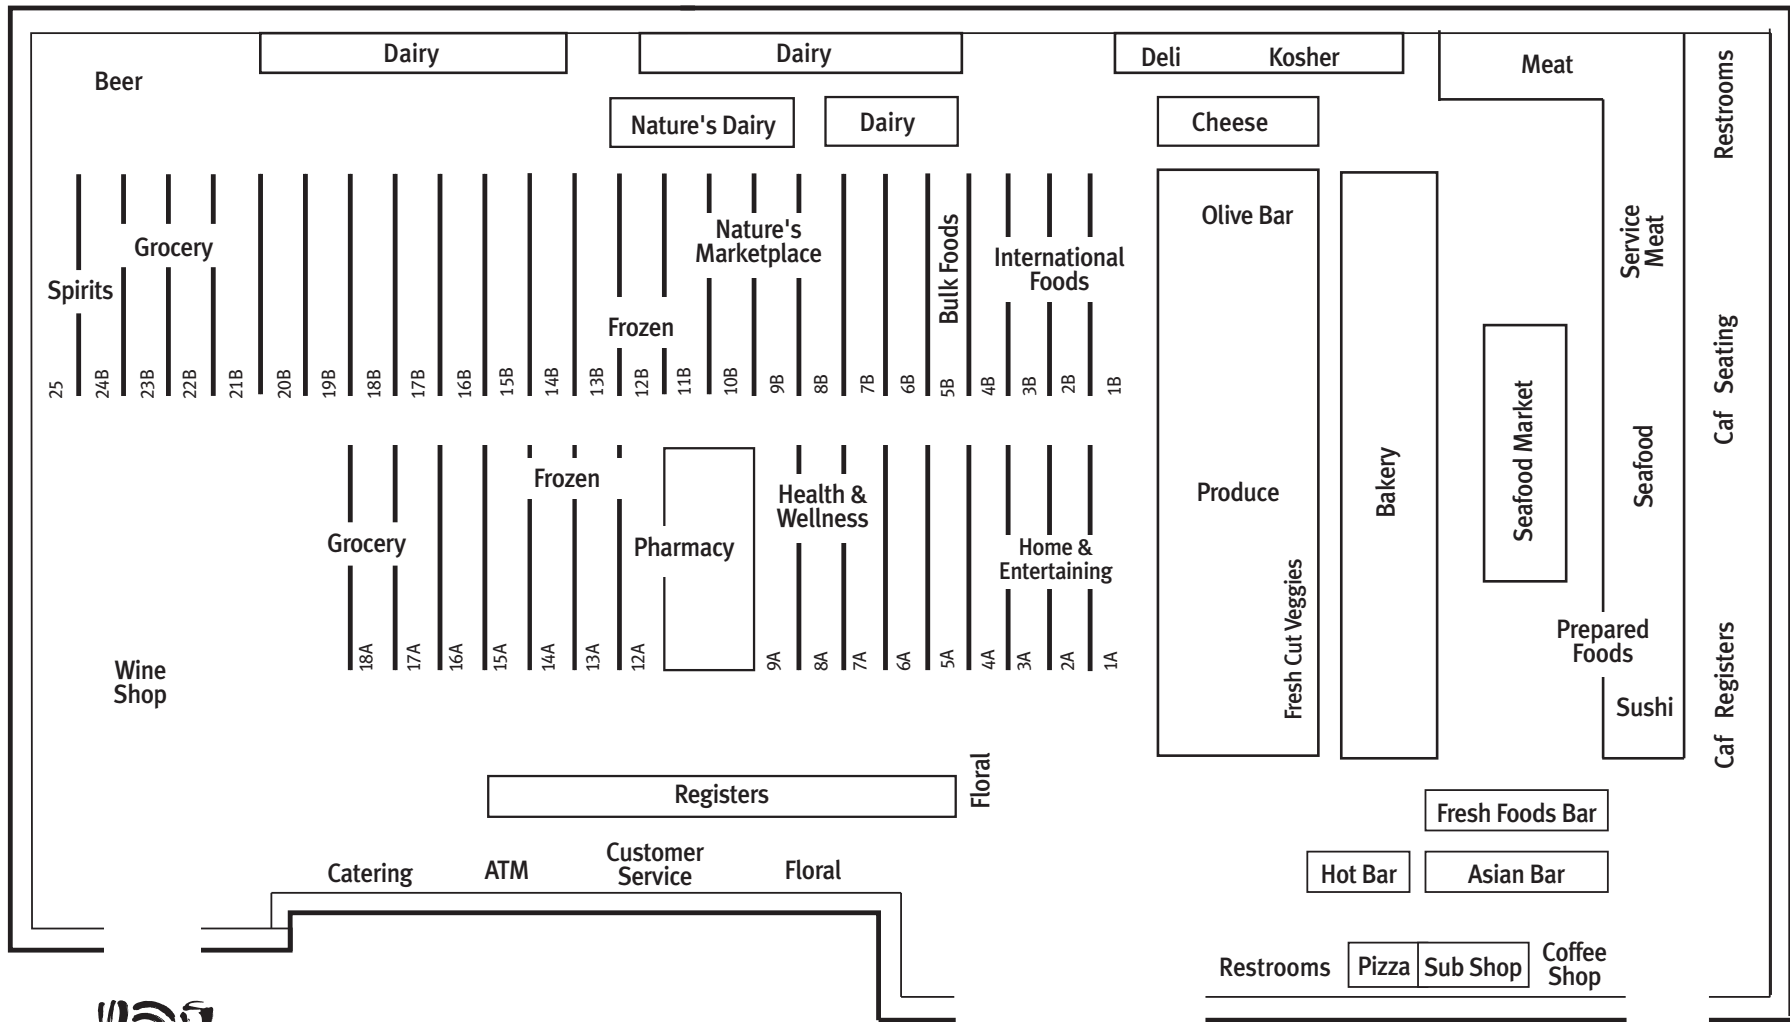 Dairy
Dairy
Deli
Kosher
Meat
Beer
Restrooms
Nature's Dairy
Dairy
Cheese
Olive Bar
Grocery
Nature's
Marketplace
Bulk Foods
International
Foods
Service
Meat
Spirits
Frozen
25
24B
23B
22B
21B
20B
19B
18B
17B
16B
15B
14B
13B
12B
11B
10B
9B
8B
7B
6B
5B
4B
3B
2B
1B
Caf Seating
Seafood Market
Seafood
Bakery
Produce
Frozen
Health &
Wellness
Grocery
Pharmacy
Home &
Entertaining
Fresh Cut Veggies
Prepared
Foods
18A
17A
16A
15A
14A
13A
12A
9A
8A
7A
6A
5A
4A
3A
2A
1A
Wine
Shop
Sushi
Caf Registers
Registers
Floral
Fresh Foods Bar
Catering
ATM
Customer
Service
Floral
Hot Bar
Asian Bar
Restrooms
Pizza
Sub Shop
Coffee
Shop